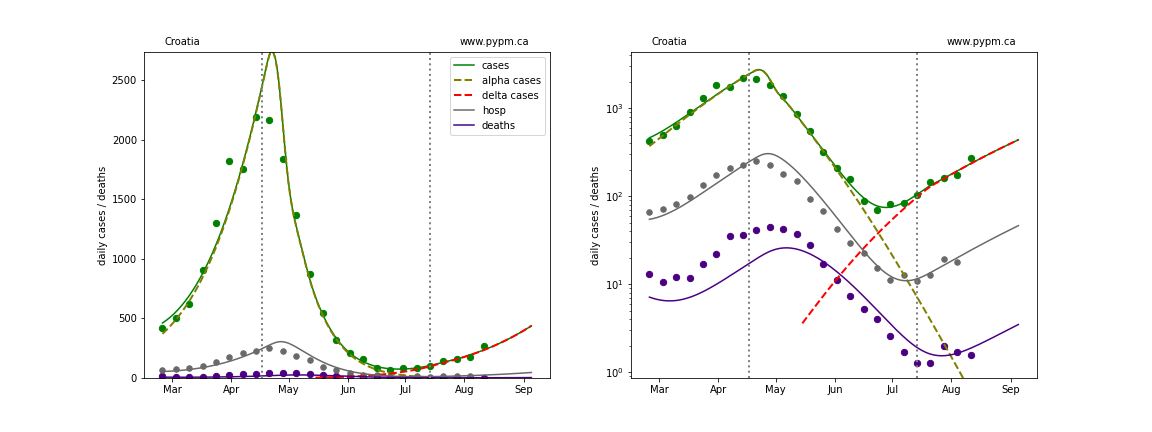 Croatia
www.pypm.ca
cases
alpha cases
delta cases
hosp
deaths
daily cases / deaths
2500
2000
1500
1000
500
0
Mar
Apr
May
Jun
Jul
Aug
Sep
Croatia
www.pypm.ca
daily cases / deaths
10³
10²
10¹
10⁰
Mar
Apr
May
Jun
Jul
Aug
Sep